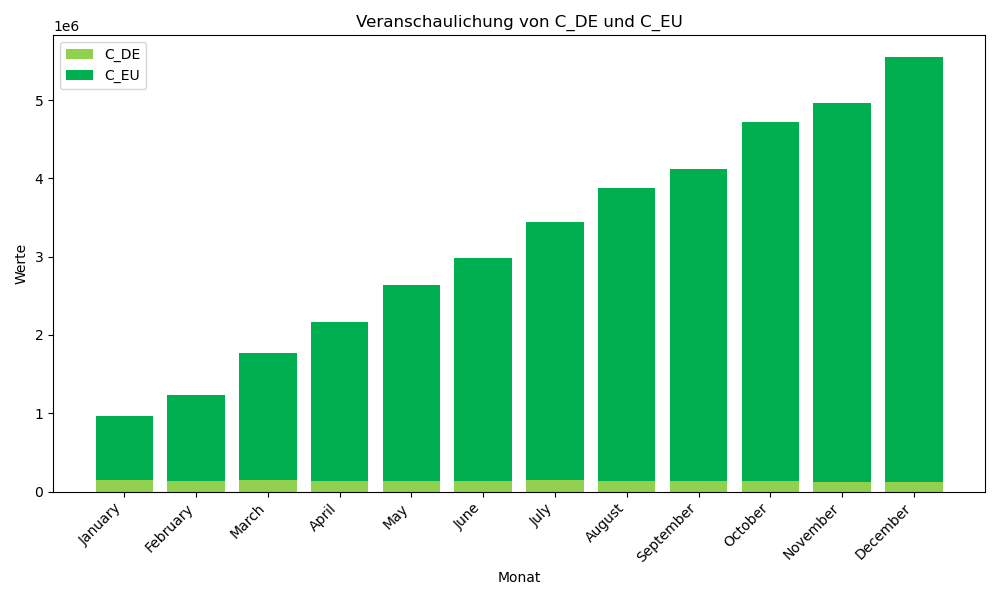 Veranschaulichung von C_DE und C_EU
1e6
C_DE
C_EU
5
4
3
2
1
0
Werte
January
February
March
April
May
June
July
August
September
October
November
December
Monat